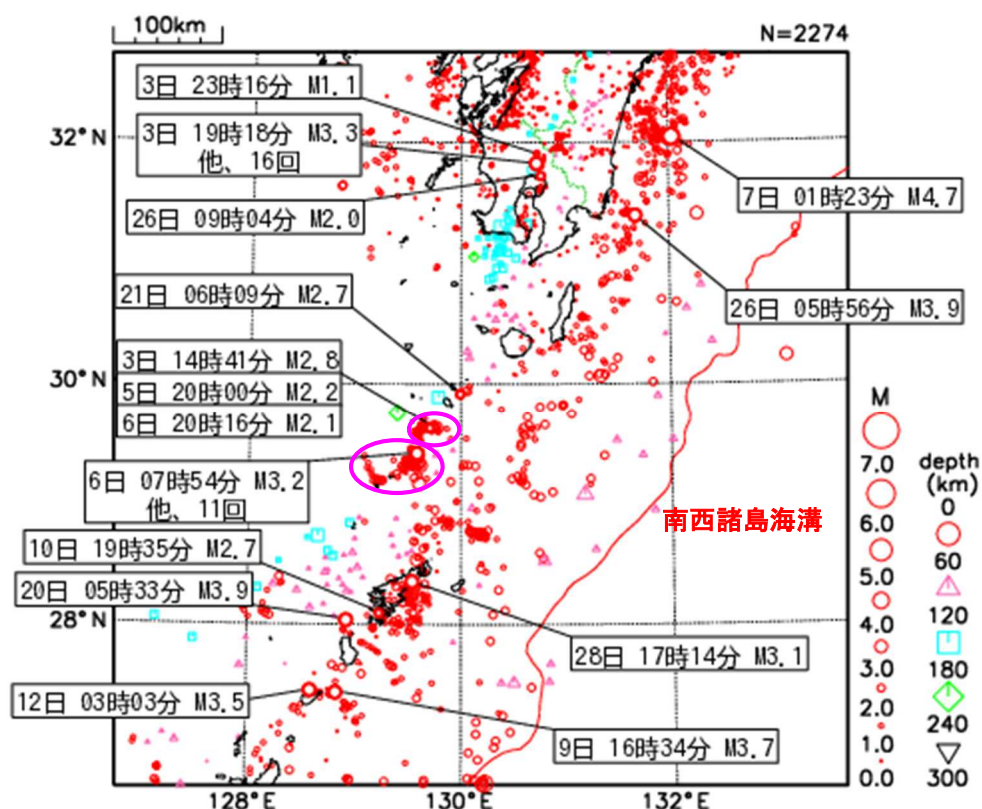 100km
N=2274
3日 23時16分 M1.1
3日 19時18分 M3.3
他、16回
26日 09時04分 M2.0
7日 01時23分 M4.7
26日 05時56分 M3.9
21日 06時09分 M2.7
3日 14時41分 M2.8
5日 20時00分 M2.2
6日 20時16分 M2.1
6日 07時54分 M3.2
他、11回
10日 19時35分 M2.7
20日 05時33分 M3.9
12日 03時03分 M3.5
28日 17時14分 M3.1
9日 16時34分 M3.7
南西諸島海溝
32°N
30°N
28°N
128°E
130°E
132°E
M
7.0
6.0
5.0
4.0
3.0
2.0
1.0
0.0
depth
(km)
0
60
120
180
240
300